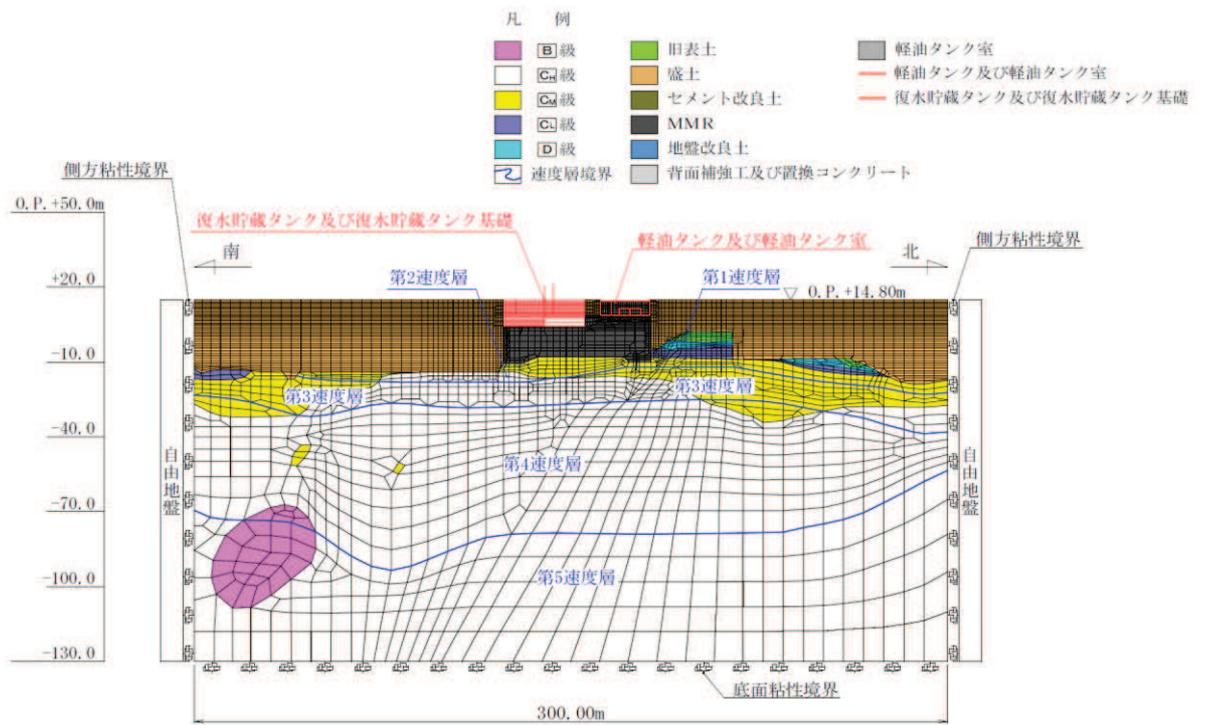 凡　例
B級
CH級
CM級
CL級
D級
速度層境界
旧表土
盛土
セメント改良土
MMR
地盤改良土
背面補強工及び置換コンクリート
軽油タンク室
軽油タンク及び軽油タンク室
復水貯蔵タンク及び復水貯蔵タンク基礎
側方粘性境界
O.P.+50.0m
復水貯蔵タンク及び復水貯蔵タンク基礎
軽油タンク及び軽油タンク室
側方粘性境界
南
北
+20.0
第2速度層
第1速度層
O.P.+14.80m
-10.0
第3速度層
第3速度層
-40.0
自由地盤
第4速度層
自由地盤
-70.0
第5速度層
-100.0
-130.0
底面粘性境界
300.00m